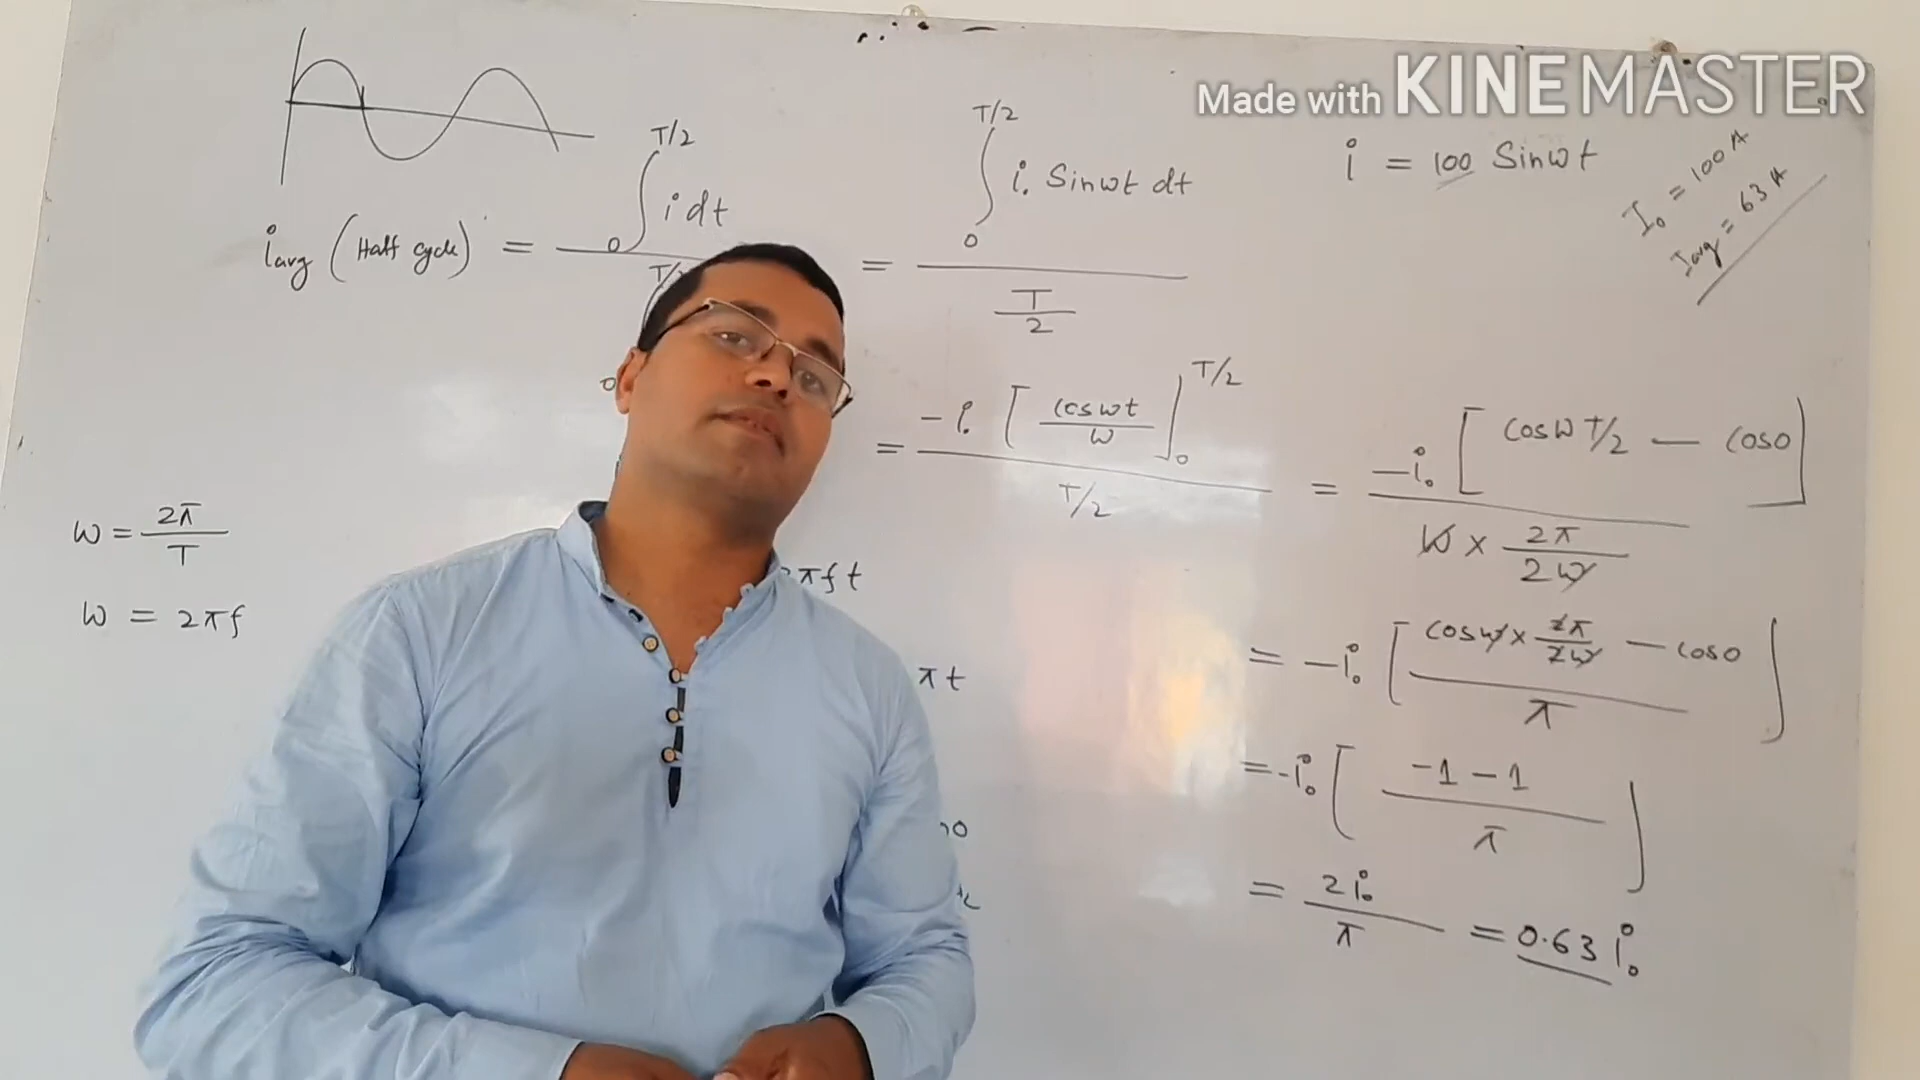 Made with KINEMASTER
i = 100 Sinωt
I₀ = 100 A
Iavg = 63 A
iavg (Half cycle) = ∫₀^{T/2} i dt / T/2 = ∫₀^{T/2} i₀ Sinωt dt / (T/2)
= -i₀ [cosωt/ω]₀^{T/2} / T/2 = -i₀ [cosω T/2 - cos0] / (ω × 2π/2ω)
= -i₀ [(cosω × 2π/2ω - cos0) / π]
= -i₀ [(-1 - 1) / π]
= 2i₀/π = 0.63 i₀
ω = 2π/T
ω = 2πf
πft
πt